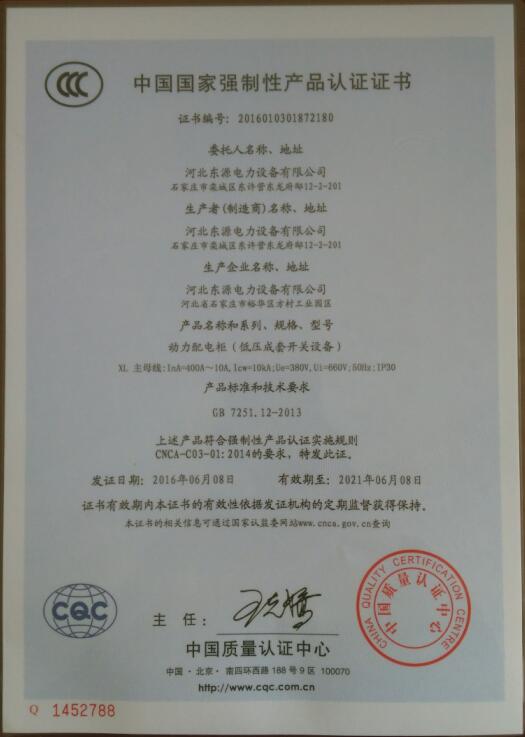 CCC
中国国家强制性产品认证证书
证书编号：2016010301872180
委托人名称、地址
河北东源电力设备有限公司
石家庄市栾城区东许营东龙府邸12-2-201
生产者(制造商)名称、地址
河北东源电力设备有限公司
石家庄市栾城区东许营东龙府邸12-2-201
生产企业名称、地址
河北东源电力设备有限公司
河北省石家庄市裕华区方村工业园区
产品名称和系列、规格、型号
动力配电柜（低压成套开关设备）
XL 主母线:InA=400A～10A,Icw=10kA;Ue=380V,Ui=660V;50Hz;IP30
产品标准和技术要求
GB 7251.12-2013
上述产品符合强制性产品认证实施规则
CNCA-C03-01:2014的要求，特发此证。
发证日期：2016年06月08日 有效期至：2021年06月08日
证书有效期内本证书的有效性依据发证机构的定期监督获得保持。
本证书的相关信息可通过国家认监委网站www.cnca.gov.cn查询
CQC
主 任：
CHINA QUALITY CERTIFICATION CENTRE
中国质量认证中心
中国质量认证中心
中国·北京·南四环西路188号9区 100070
http://www.cqc.com.cn
Q 1452788